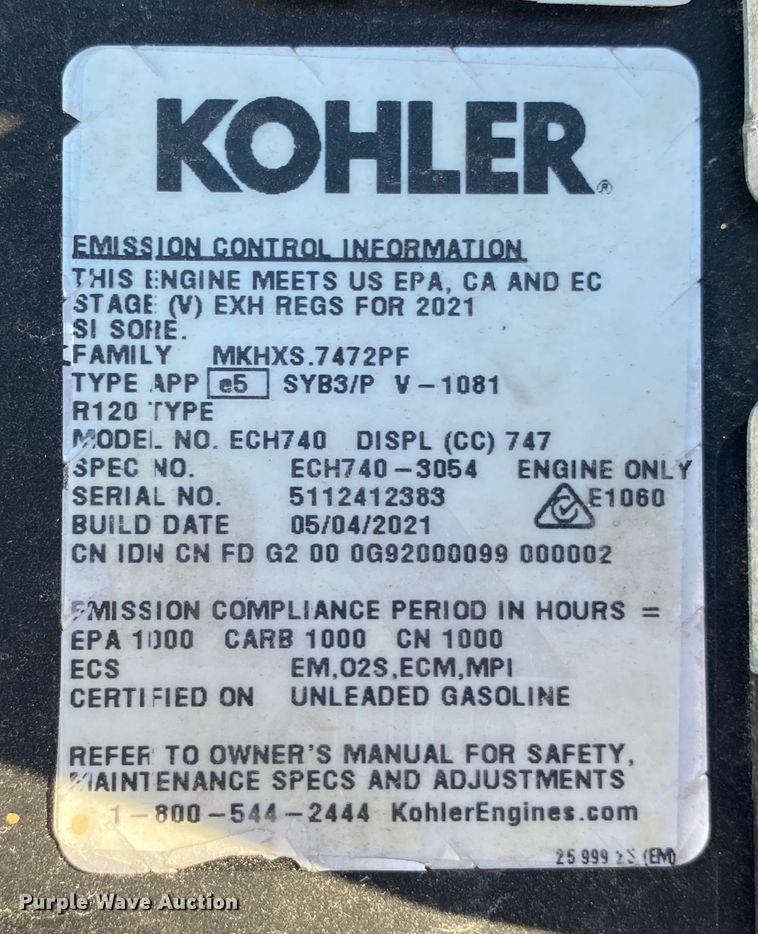 KOHLER®
EMISSION CONTROL INFORMATION
THIS ENGINE MEETS US EPA, CA AND EC
STAGE (V) EXH REGS FOR 2021
SI SORE.
FAMILY MKHXS.7472PF
TYPE APP e5 SYB3/P V-1081
R120 TYPE
MODEL NO. ECH740 DISPL (CC) 747
SPEC NO. ECH740-3054 ENGINE ONLY
SERIAL NO. 5112412383 E1060
BUILD DATE 05/04/2021
CN IDN CN FD G2 00 0G92000099 000002
EMISSION COMPLIANCE PERIOD IN HOURS =
EPA 1000 CARB 1000 CN 1000
ECS EM,O2S,ECM,MPI
CERTIFIED ON UNLEADED GASOLINE
REFER TO OWNER'S MANUAL FOR SAFETY,
MAINTENANCE SPECS AND ADJUSTMENTS
1-800-544-2444 KohlerEngines.com
25 999 (EM)
Purple Wave Auction